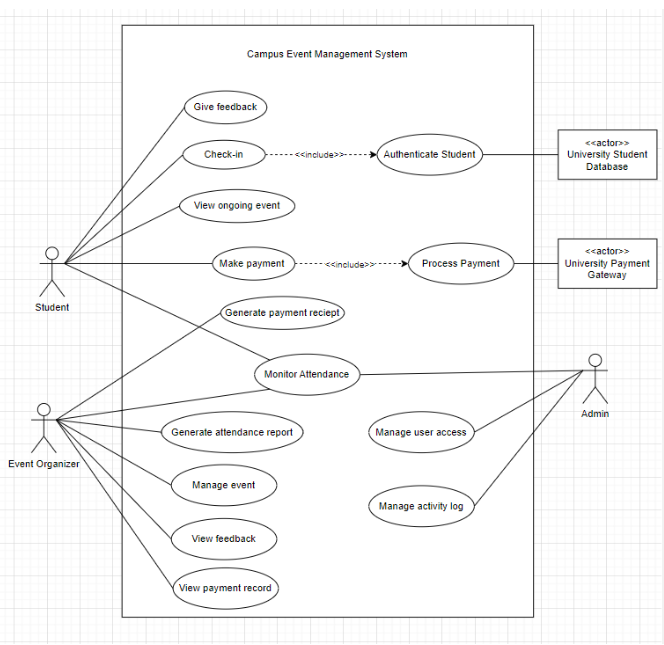 Campus Event Management System
Give feedback
Check-in
<<include>>
Authenticate Student
<<actor>>
University Student
Database
View ongoing event
Make payment
<<include>>
Process Payment
<<actor>>
University Payment
Gateway
Student
Generate payment reciept
Monitor Attendance
Admin
Event Organizer
Generate attendance report
Manage user access
Manage event
Manage activity log
View feedback
View payment record